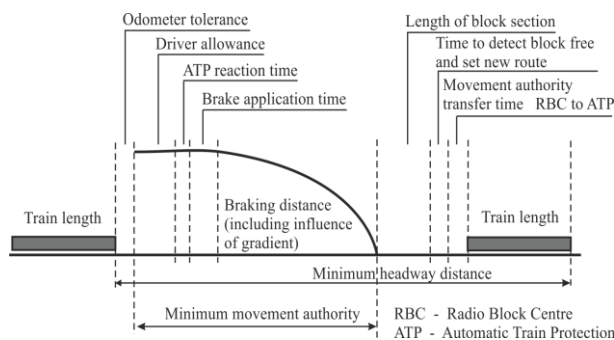 Odometer tolerance
Driver allowance
ATP reaction time
Brake application time
Length of block section
Time to detect block free
and set new route
Movement authority
transfer time RBC to ATP
Train length
Braking distance
(including influence
of gradient)
Train length
Minimum headway distance
Minimum movement authority
RBC - Radio Block Centre
ATP - Automatic Train Protection